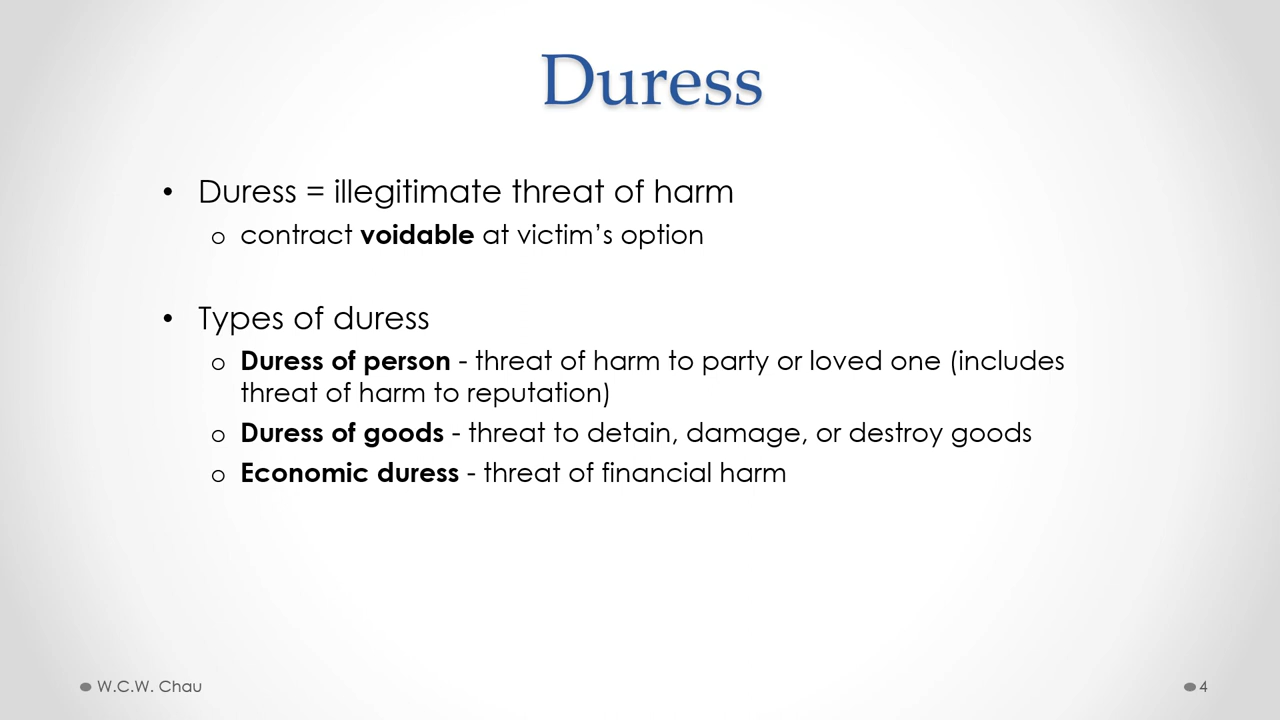 Duress
• Duress = illegitimate threat of harm
o contract voidable at victim’s option
• Types of duress
o Duress of person - threat of harm to party or loved one (includes
threat of harm to reputation)
o Duress of goods - threat to detain, damage, or destroy goods
o Economic duress - threat of financial harm
W.C.W. Chau
4